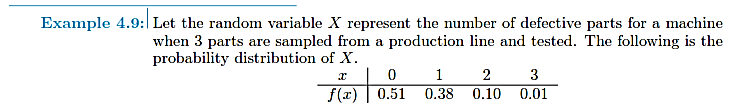 Example 4.9: Let the random variable X represent the number of defective parts for a machine
when 3 parts are sampled from a production line and tested. The following is the
probability distribution of X.
x 0 1 2 3
f(x) 0.51 0.38 0.10 0.01